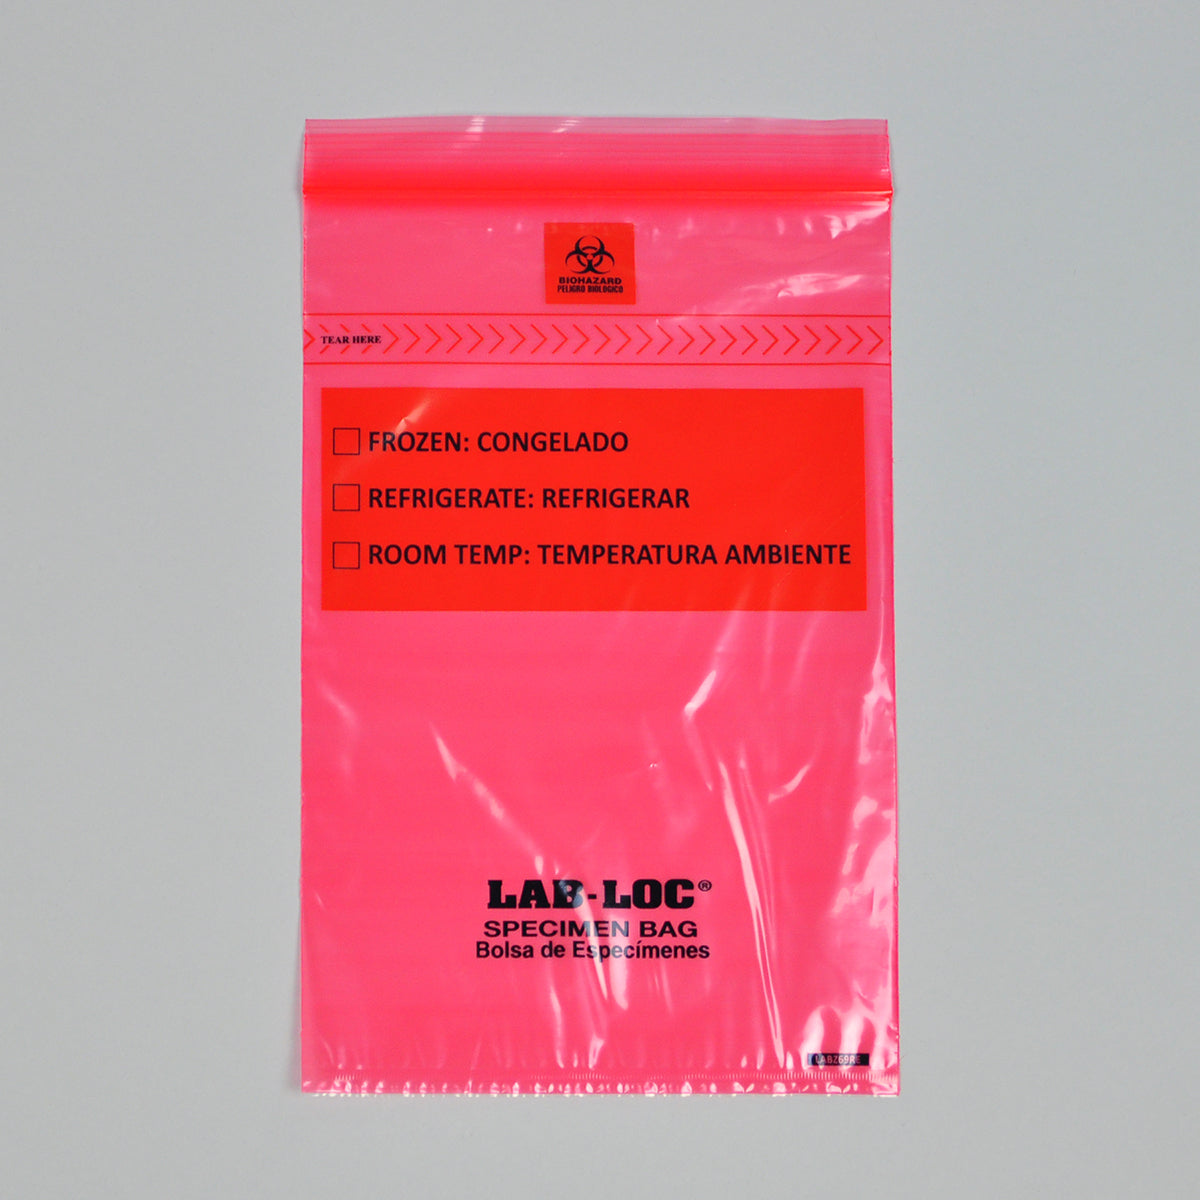 BIOHAZARD
PELIGRO BIOLOGICO
TEAR HERE
FROZEN: CONGELADO
REFRIGERATE: REFRIGERAR
ROOM TEMP: TEMPERATURA AMBIENTE
LAB-LOC®
SPECIMEN BAG
Bolsa de Especímenes
LABZ69RE